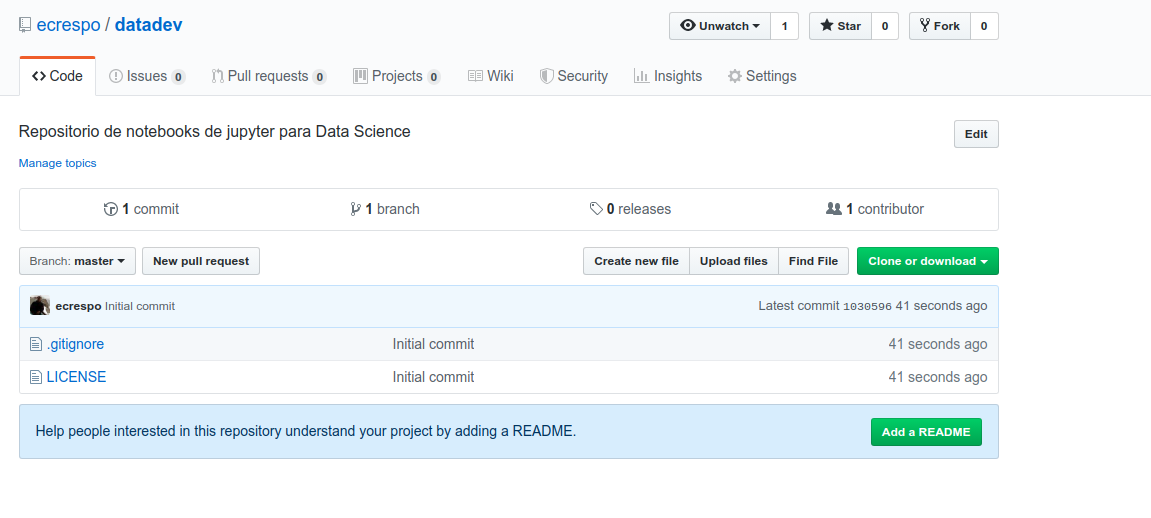 ecrespo / datadev Unwatch 1 Star 0 Fork 0
Code Issues 0 Pull requests 0 Projects 0 Wiki Security Insights Settings
Repositorio de notebooks de jupyter para Data Science Edit
Manage topics
1 commit 1 branch 0 releases 1 contributor
Branch: master New pull request Create new file Upload files Find File Clone or download
ecrespo Initial commit Latest commit 1030596 41 seconds ago
.gitignore Initial commit 41 seconds ago
LICENSE Initial commit 41 seconds ago
Help people interested in this repository understand your project by adding a README. Add a README